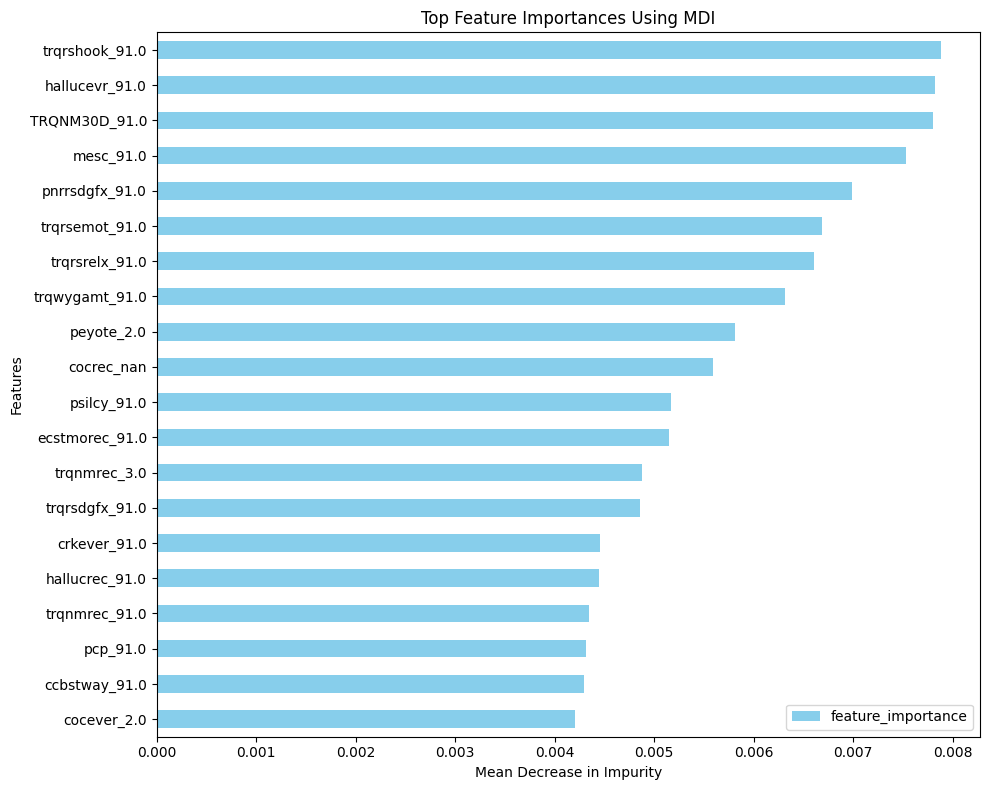 Top Feature Importances Using MDI
trqrshook_91.0
hallucevr_91.0
TRQNM30D_91.0
mesc_91.0
pnrrsdgfx_91.0
trqrsemot_91.0
trqrsrelx_91.0
trqwygamt_91.0
peyote_2.0
cocrec_nan
psilcy_91.0
ecstmorec_91.0
trqnmrec_3.0
trqrsdgfx_91.0
crkever_91.0
hallucrec_91.0
trqnmrec_91.0
pcp_91.0
ccbstway_91.0
cocever_2.0
Features
feature_importance
0.000 0.001 0.002 0.003 0.004 0.005 0.006 0.007 0.008
Mean Decrease in Impurity